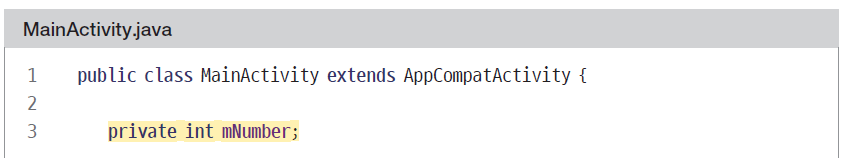 MainActivity.java
1 public class MainActivity extends AppCompatActivity {
2
3 private int mNumber;